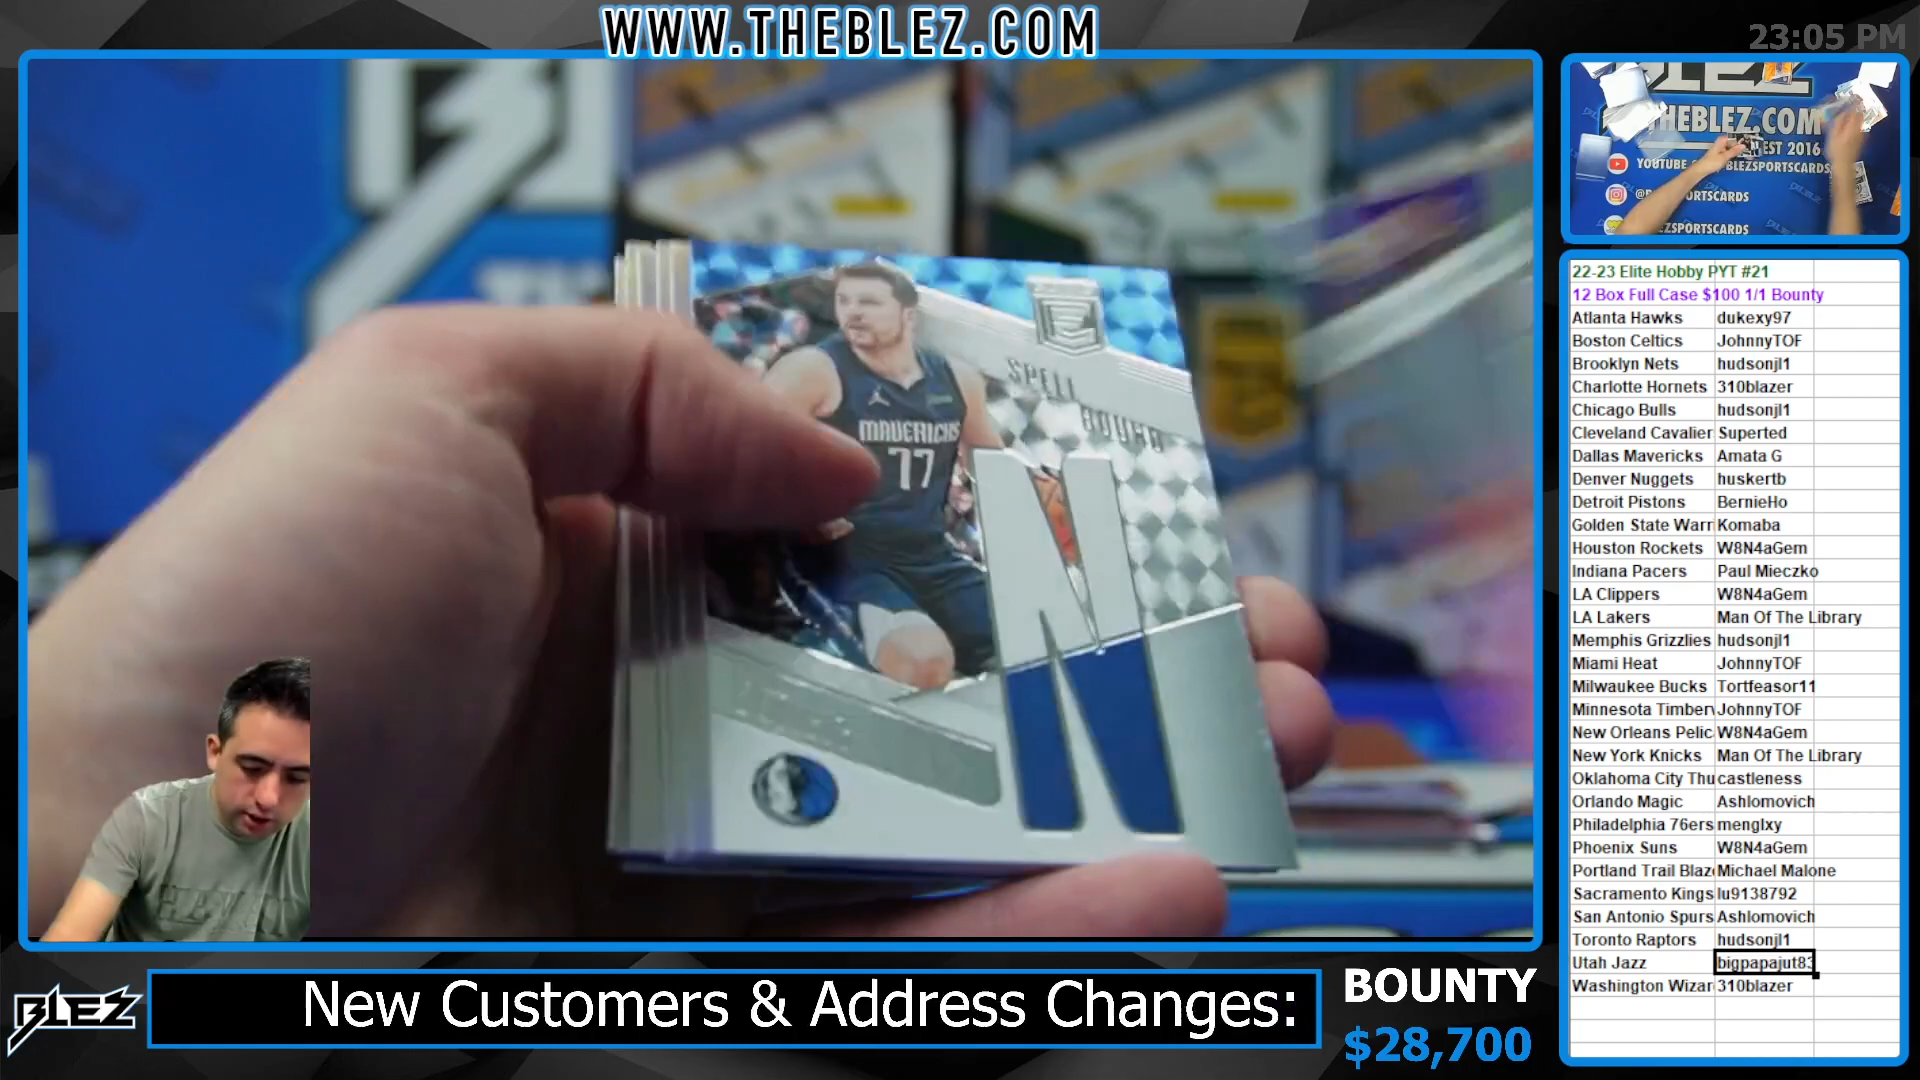 WWW.THEBLEZ.COM
23:05 PM
BLEZ
THEBLEZ.COM
EST 2016
YOUTUBE
BLEZSPORTSCARDS
SPORTSCARDS
ZSPORTSCARDS
SPELL
BOUND
MAVERICKS
77
N
22-23 Elite Hobby PYT #21
12 Box Full Case $100 1/1 Bounty
Atlanta Hawks dukexy97
Boston Celtics JohnnyTOF
Brooklyn Nets hudsonjl1
Charlotte Hornets 310blazer
Chicago Bulls hudsonjl1
Cleveland Cavalier Superted
Dallas Mavericks Amata G
Denver Nuggets huskertb
Detroit Pistons BernieHo
Golden State Warr Komaba
Houston Rockets W8N4aGem
Indiana Pacers Paul Mieczko
LA Clippers W8N4aGem
LA Lakers Man Of The Library
Memphis Grizzlies hudsonjl1
Miami Heat JohnnyTOF
Milwaukee Bucks Tortfeasor11
Minnesota Timberv JohnnyTOF
New Orleans Pelic W8N4aGem
New York Knicks Man Of The Library
Oklahoma City Thu castleness
Orlando Magic Ashlomovich
Philadelphia 76ers menglxy
Phoenix Suns W8N4aGem
Portland Trail Blaz Michael Malone
Sacramento Kings lu9138792
San Antonio Spurs Ashlomovich
Toronto Raptors hudsonjl1
Utah Jazz bigpapajut83
Washington Wizar 310blazer
BLEZ
New Customers & Address Changes:
BOUNTY
$28,700